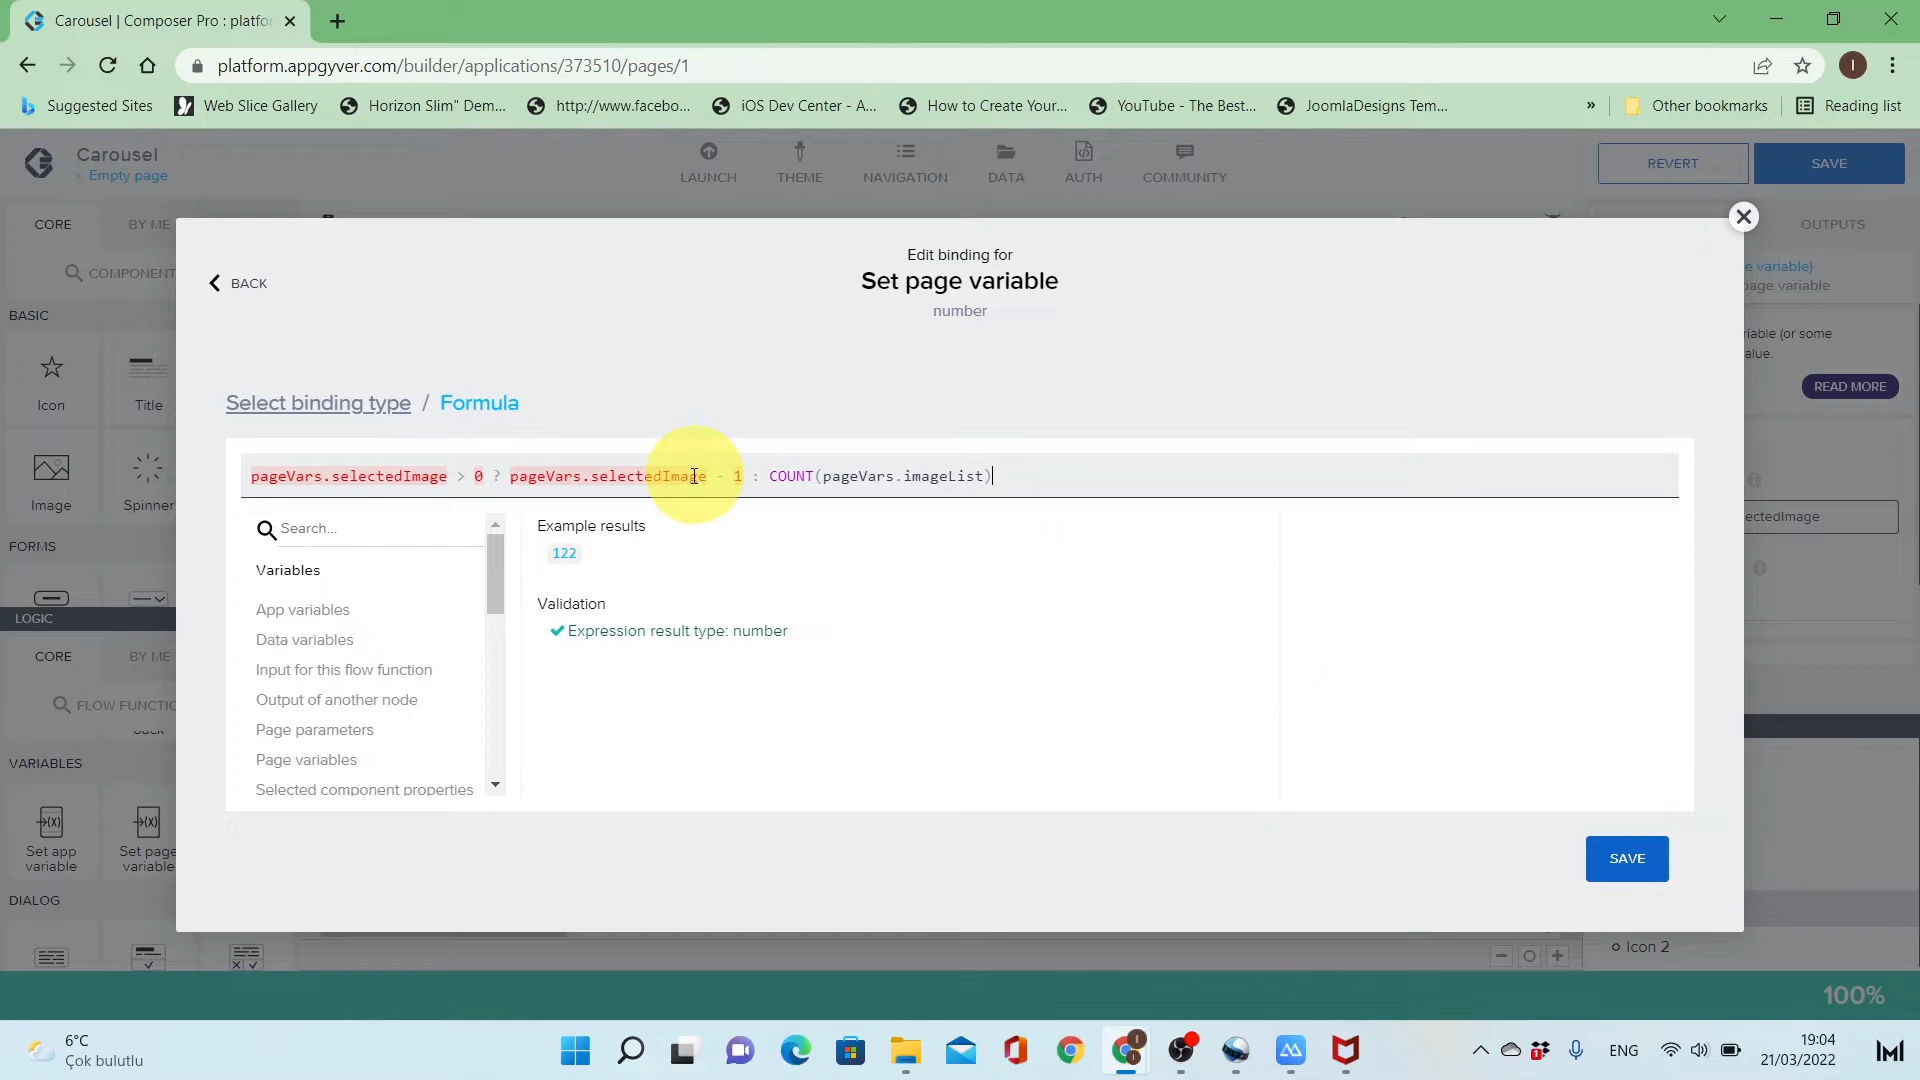 Carousel | Composer Pro : platfo
platform.appgyver.com/builder/applications/373510/pages/1
I
Suggested Sites
Web Slice Gallery
Horizon Slim" Dem...
http://www.facebo...
iOS Dev Center - A...
How to Create Your...
YouTube - The Best...
JoomlaDesigns Tem...
»
Other bookmarks
Reading list
Carousel
Empty page
LAUNCH
THEME
NAVIGATION
DATA
AUTH
COMMUNITY
REVERT
SAVE
CORE
BY ME
OUTPUTS
COMPONENT
BASIC
Icon
Title
Image
Spinner
FORMS
LOGIC
CORE
BY ME
FLOW FUNCTIO
back
VARIABLES
Set app
variable
Set page
variable
DIALOG
BACK
Edit binding for
Set page variable
number
Select binding type / Formula
pageVars.selectedImage > 0 ? pageVars.selectedImage - 1 : COUNT(pageVars.imageList)
Search...
Variables
App variables
Data variables
Input for this flow function
Output of another node
Page parameters
Page variables
Selected component properties
Example results
122
Validation
Expression result type: number
SAVE
e variable)
page variable
riable (or some
alue.
READ MORE
ectedImage
Icon 2
100%
6°C
Çok bulutlu
1
ENG
19:04
21/03/2022